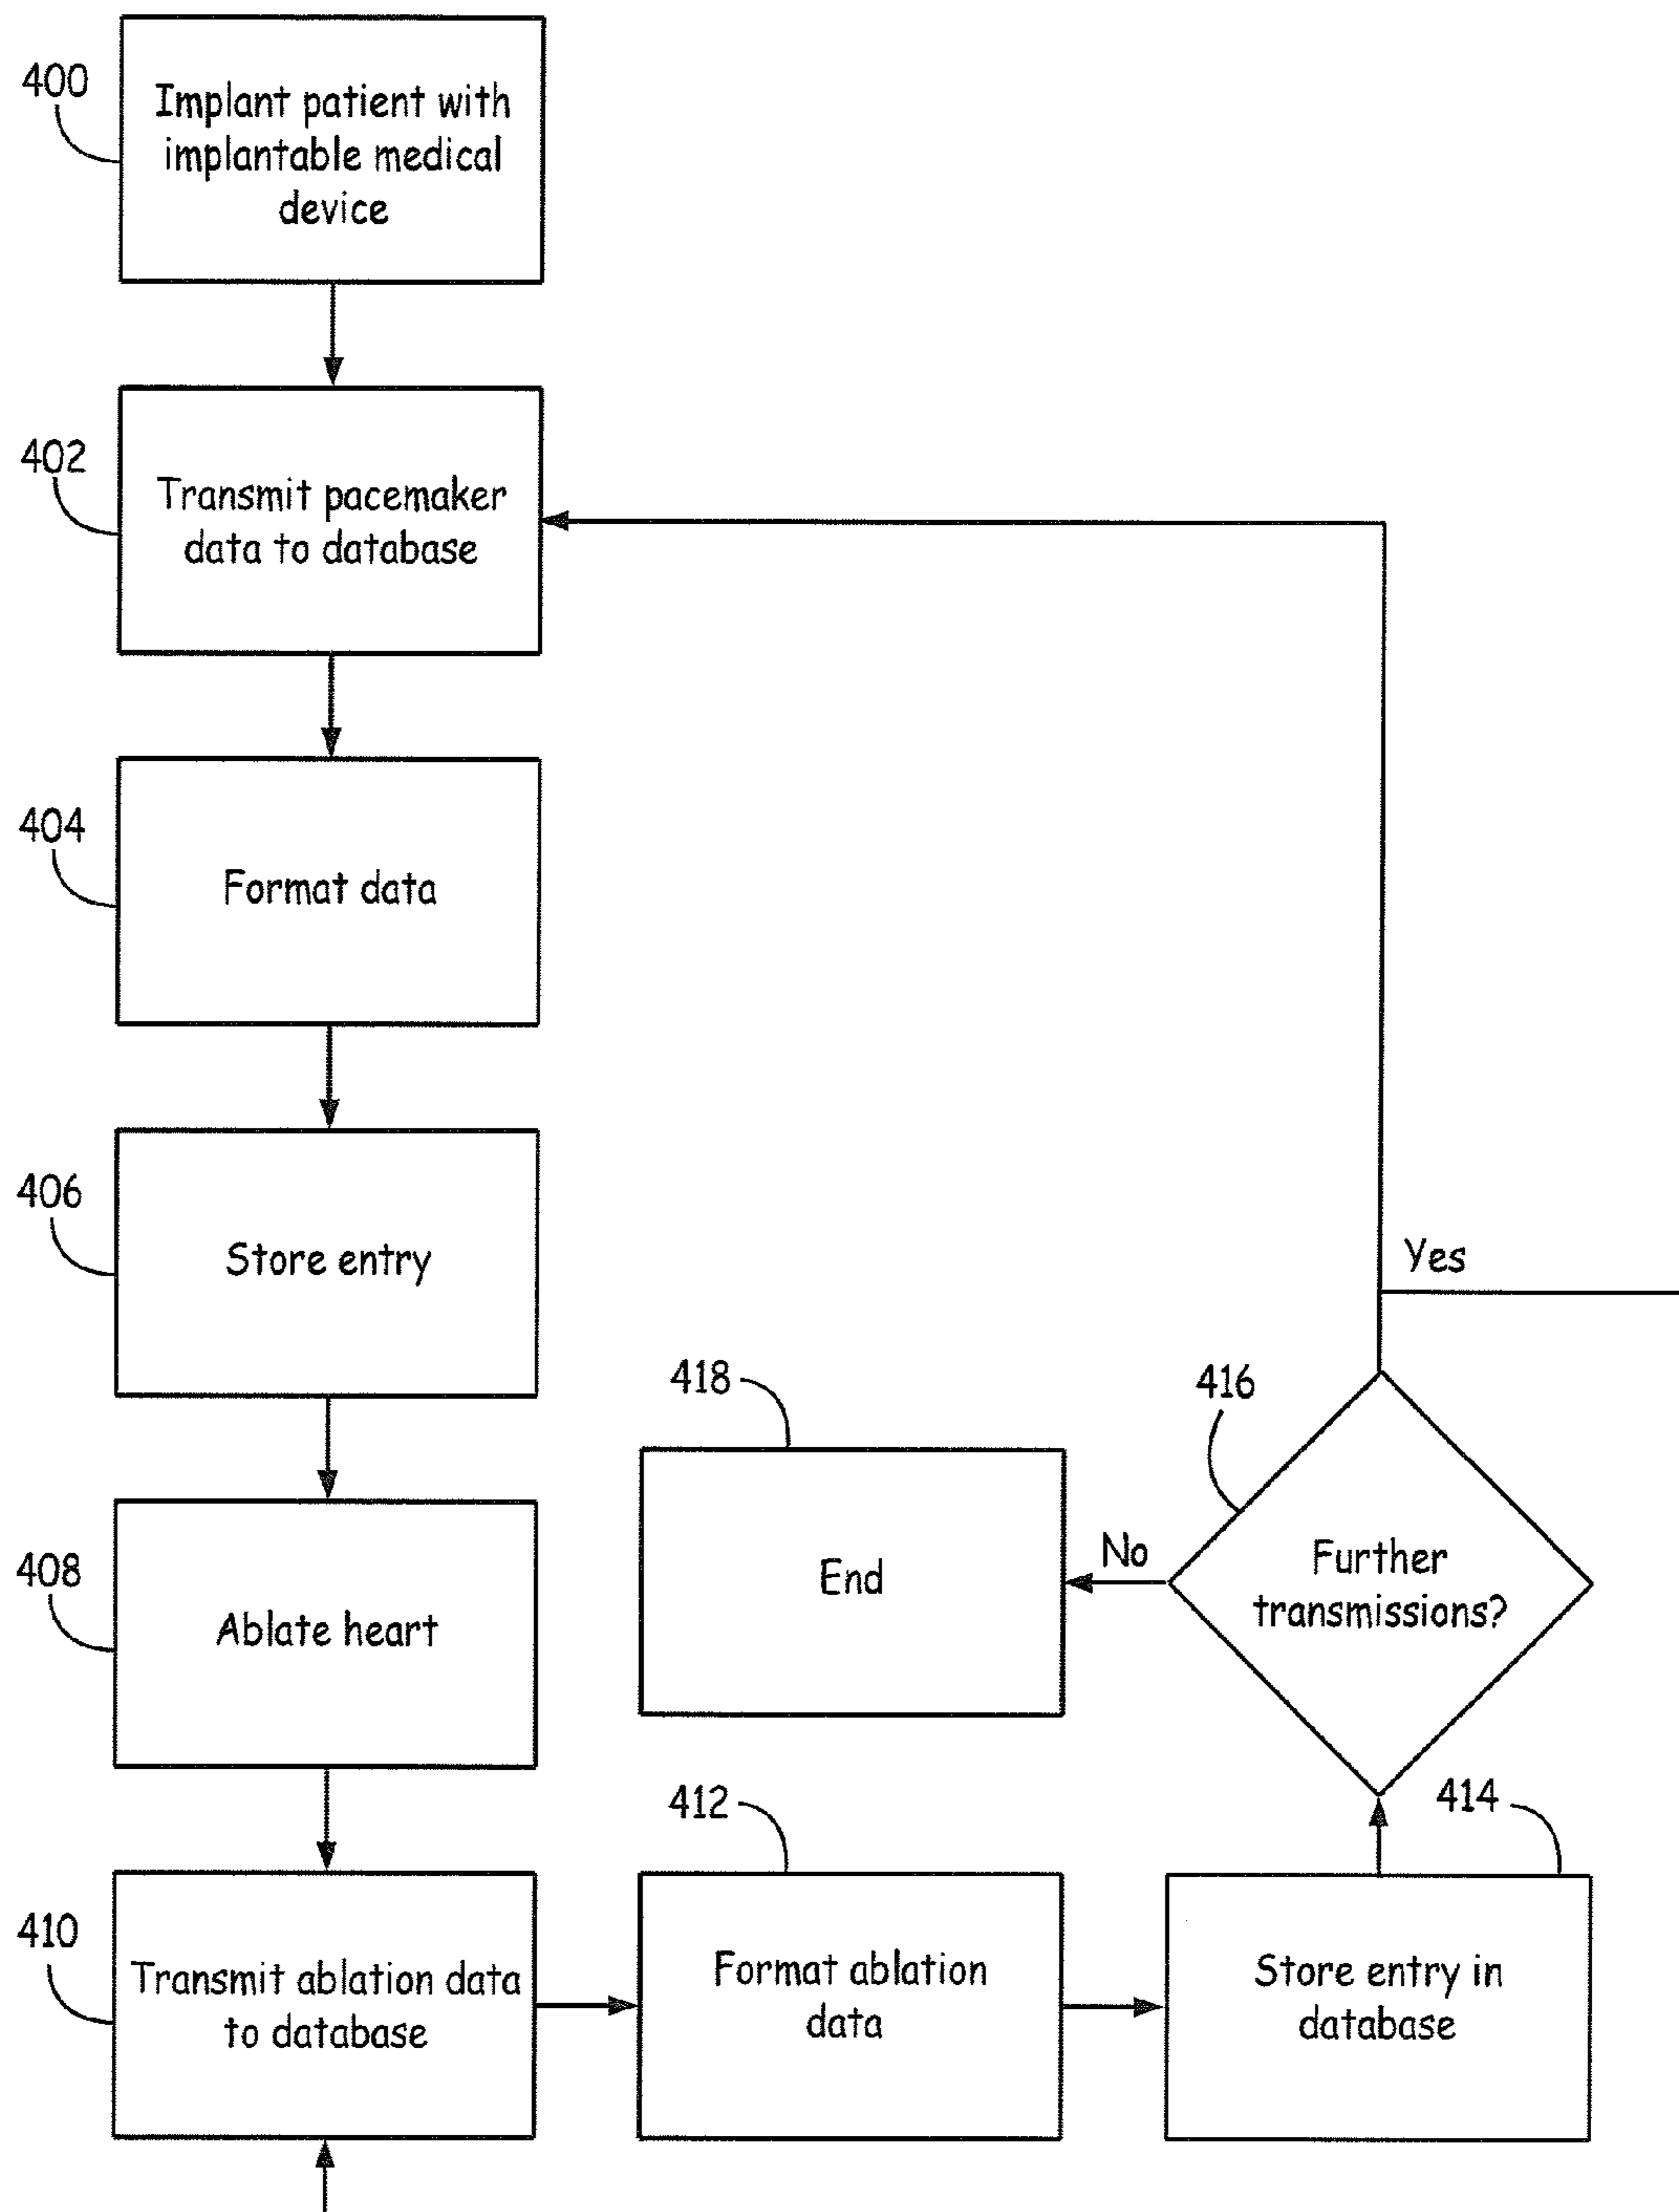 400
Implant patient with
implantable medical
device
402
Transmit pacemaker
data to database
404
Format data
406
Store entry
Yes
418
416
End
No
Further
transmissions?
408
Ablate heart
412
414
410
Transmit ablation data
to database
Format ablation
data
Store entry in
database